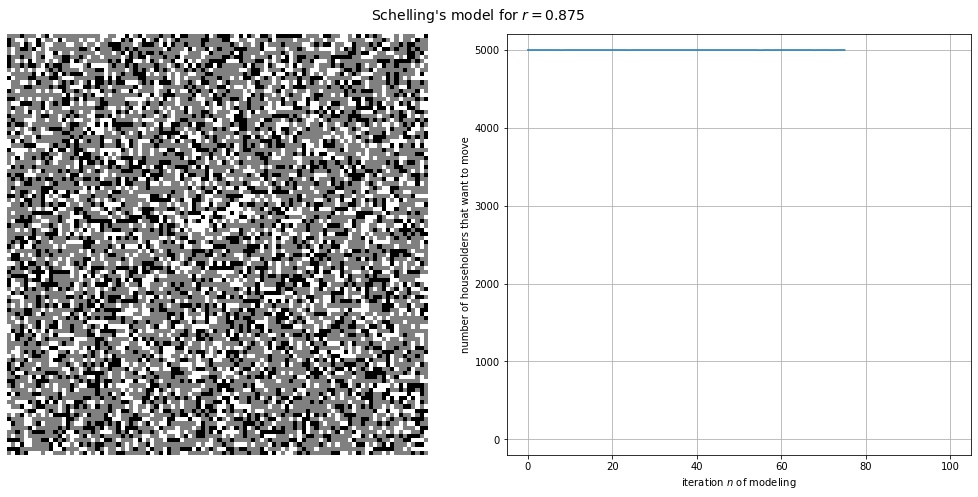 Schelling's model for r = 0.875
number of householders that want to move
5000
4000
3000
2000
1000
0
0 20 40 60 80 100
iteration n of modeling